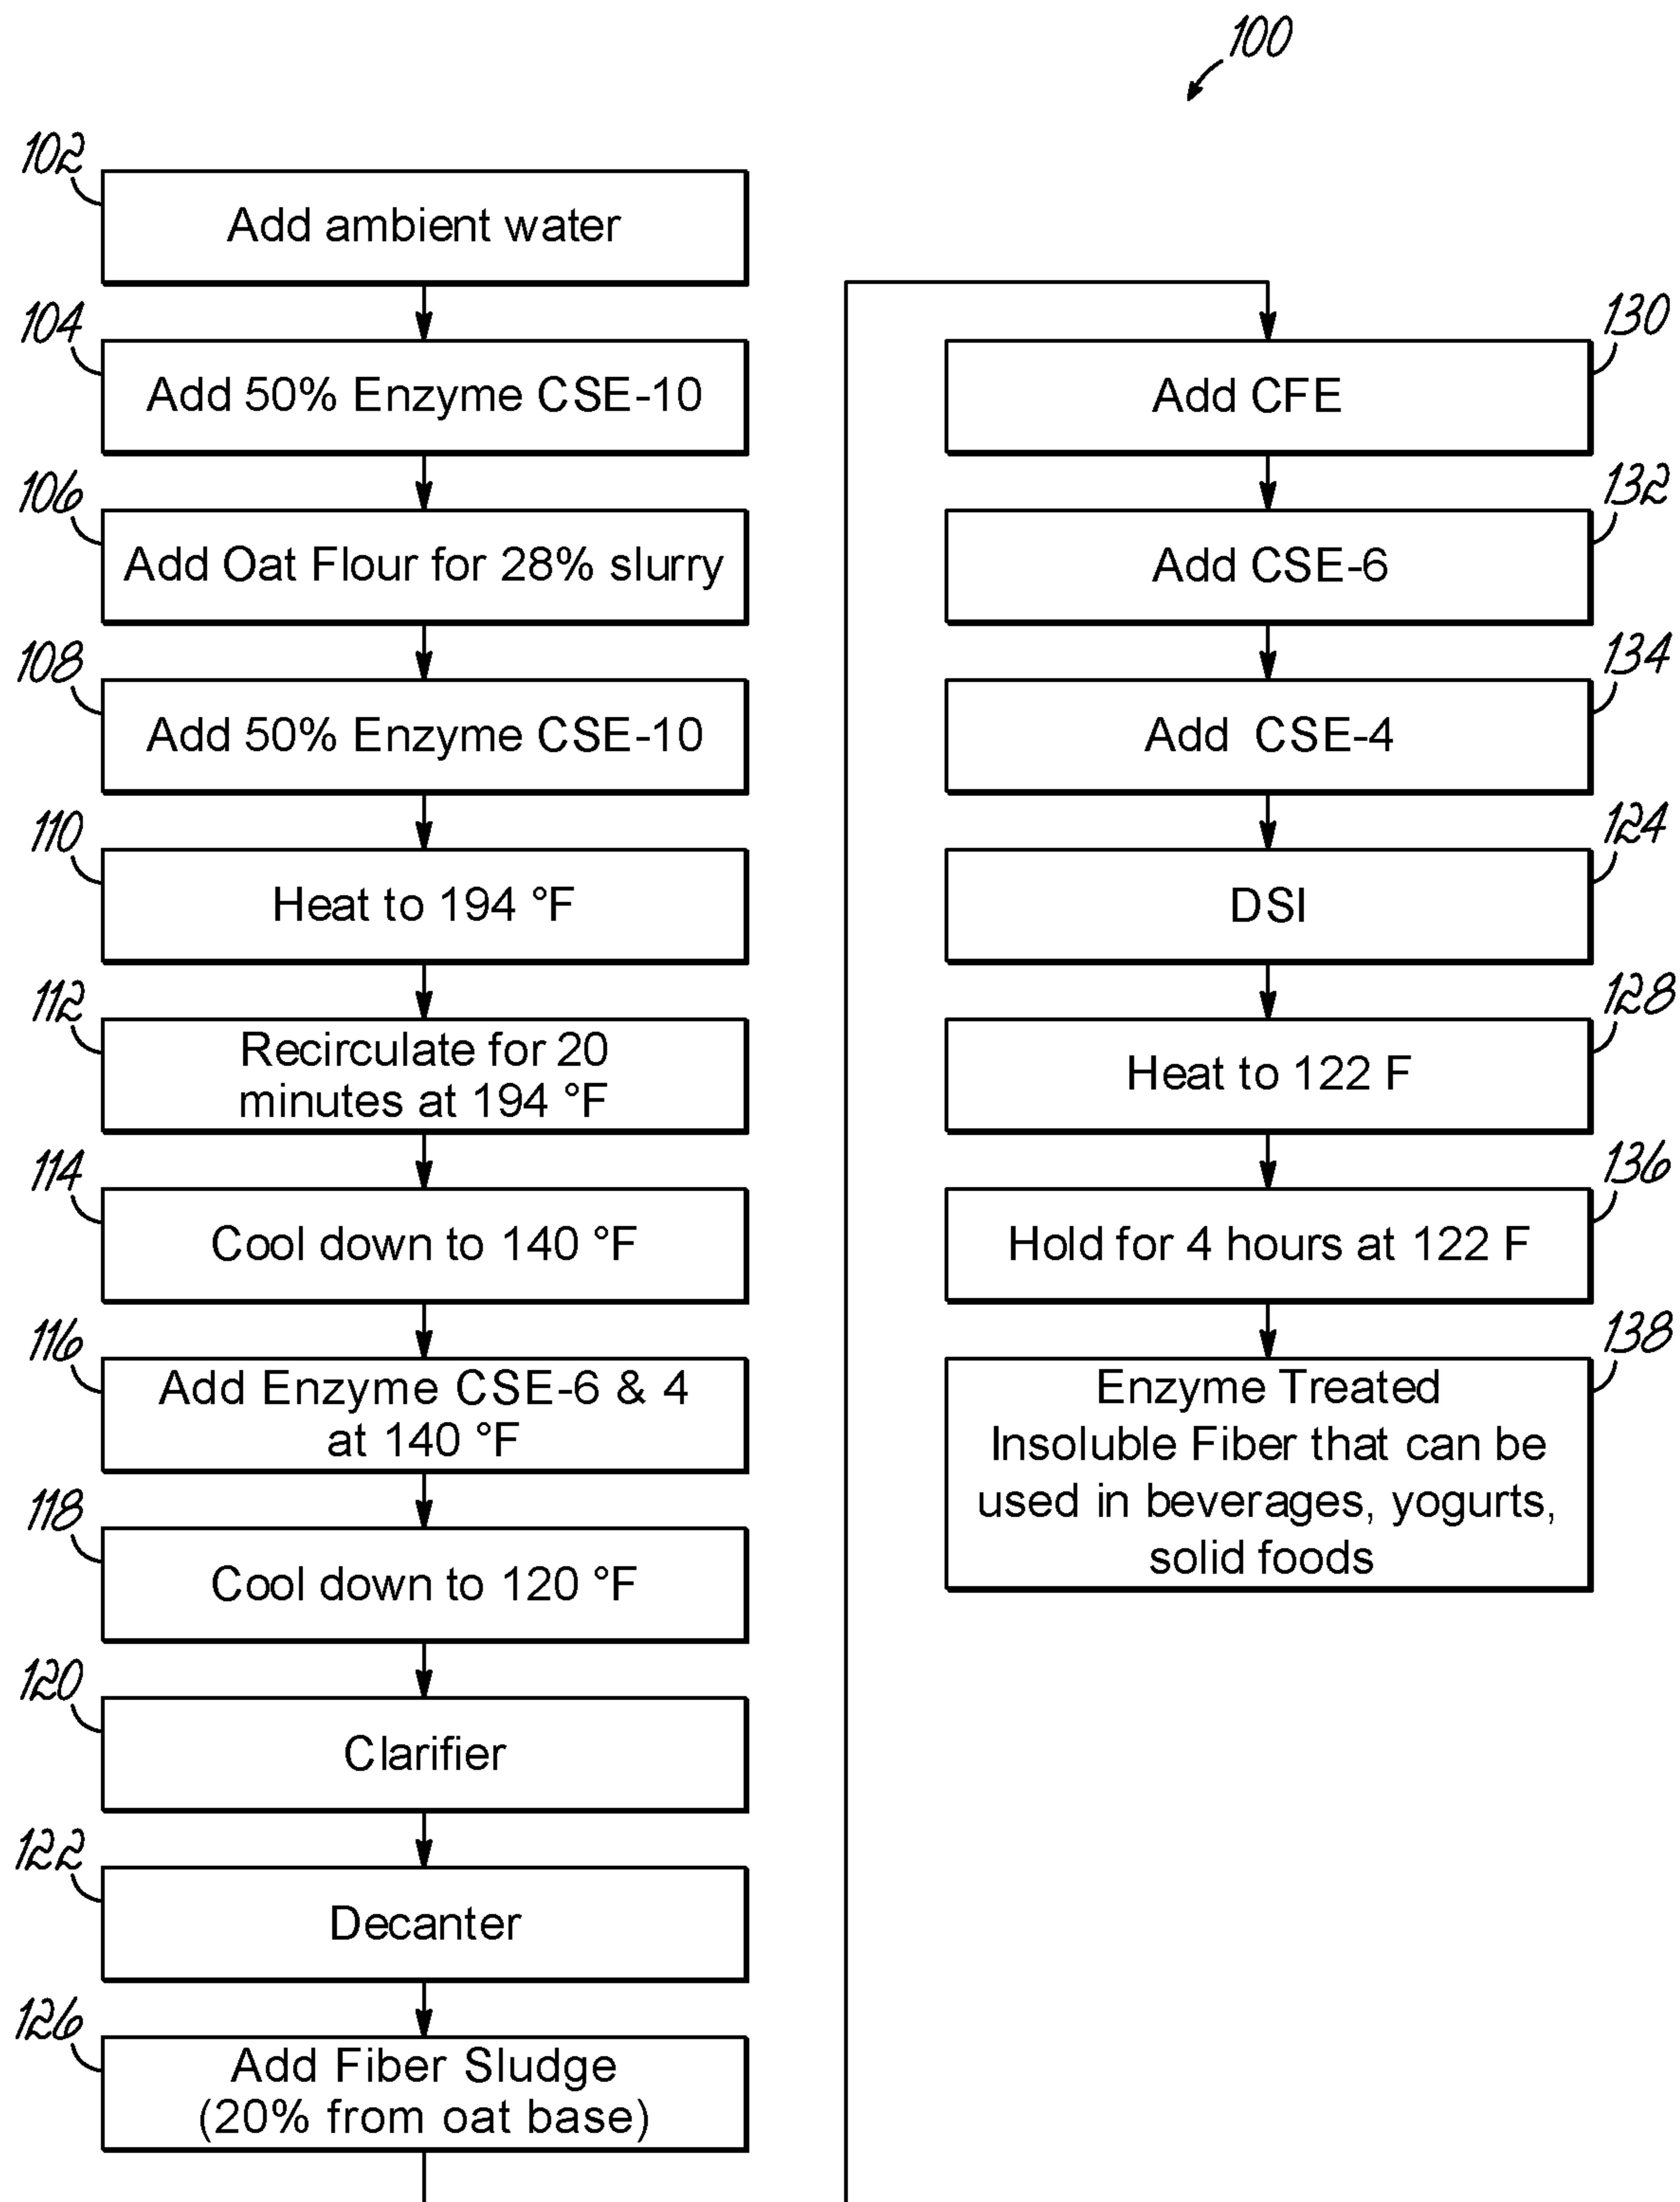 100
102
Add ambient water
104
Add 50% Enzyme CSE-10
106
Add Oat Flour for 28% slurry
108
Add 50% Enzyme CSE-10
110
Heat to 194 °F
112
Recirculate for 20
minutes at 194 °F
114
Cool down to 140 °F
116
Add Enzyme CSE-6 & 4
at 140 °F
118
Cool down to 120 °F
120
Clarifier
122
Decanter
126
Add Fiber Sludge
(20% from oat base)
130
Add CFE
132
Add CSE-6
134
Add CSE-4
124
DSI
128
Heat to 122 F
136
Hold for 4 hours at 122 F
138
Enzyme Treated
Insoluble Fiber that can be
used in beverages, yogurts,
solid foods